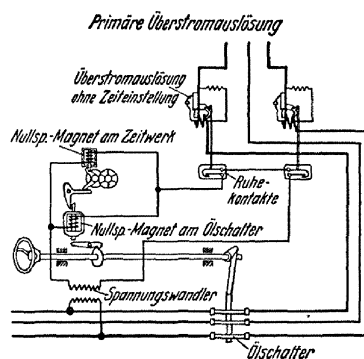 Primäre Überstromauslösung
Überstromauslösung
ohne Zeiteinstellung
Nullsp.-Magnet am Zeitwerk
Ruhe-
kontakte
Nullsp.-Magnet am Ölschalter
Spannungswandler
Ölschalter